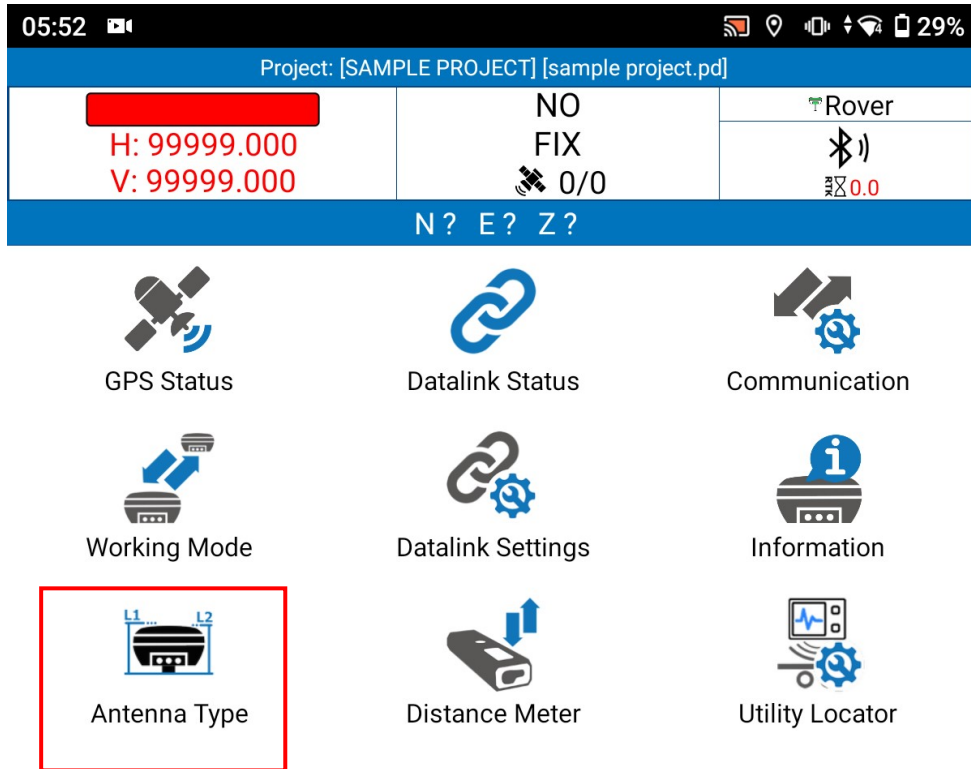 05:52 29%
Project: [SAMPLE PROJECT] [sample project.pd]
NO
Rover
H: 99999.000
FIX
V: 99999.000
0/0
RTK 0.0
N? E? Z?
GPS Status
Datalink Status
Communication
Working Mode
Datalink Settings
Information
L1 ... L2
Antenna Type
Distance Meter
Utility Locator